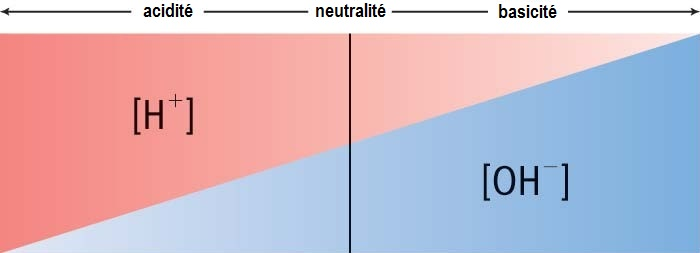 acidité neutralité basicité
[H⁺]
[OH⁻]